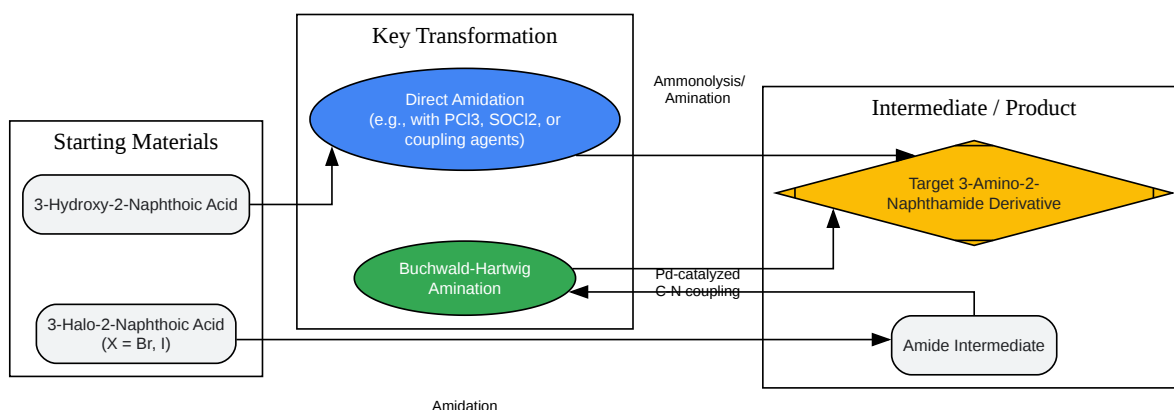 Key Transformation
Direct Amidation
(e.g., with PCl3, SOCl2, or
coupling agents)
Ammonolysis/
Amination
Intermediate / Product
Starting Materials
3-Hydroxy-2-Naphthoic Acid
Target 3-Amino-2-
Naphthamide Derivative
Buchwald-Hartwig
Amination
Pd-catalyzed
C-N coupling
3-Halo-2-Naphthoic Acid
(X = Br, I)
Amide Intermediate
Amidation